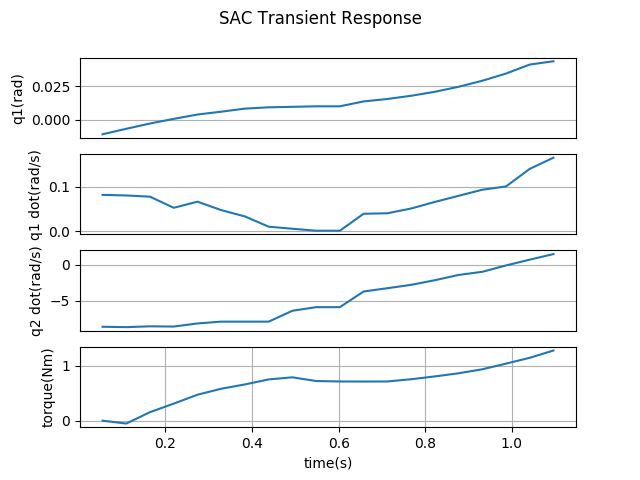 SAC Transient Response
q1(rad)
0.025
0.000
q1 dot(rad/s)
0.1
0.0
q2 dot(rad/s)
0
−5
torque(Nm)
1
0
0.2 0.4 0.6 0.8 1.0
time(s)